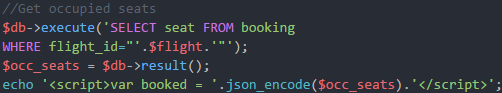 //Get occupied seats
$db->execute('SELECT seat FROM booking
WHERE flight_id="'.$flight.'"');
$occ_seats = $db->result();
echo '<script>var booked = '.json_encode($occ_seats).'</script>';